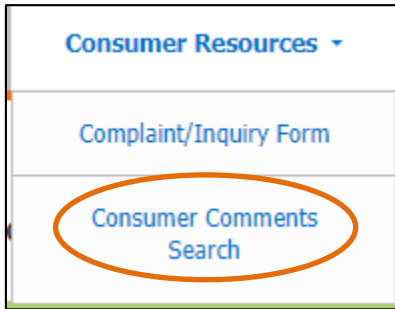 Consumer Resources
Complaint/Inquiry Form
Consumer Comments
Search